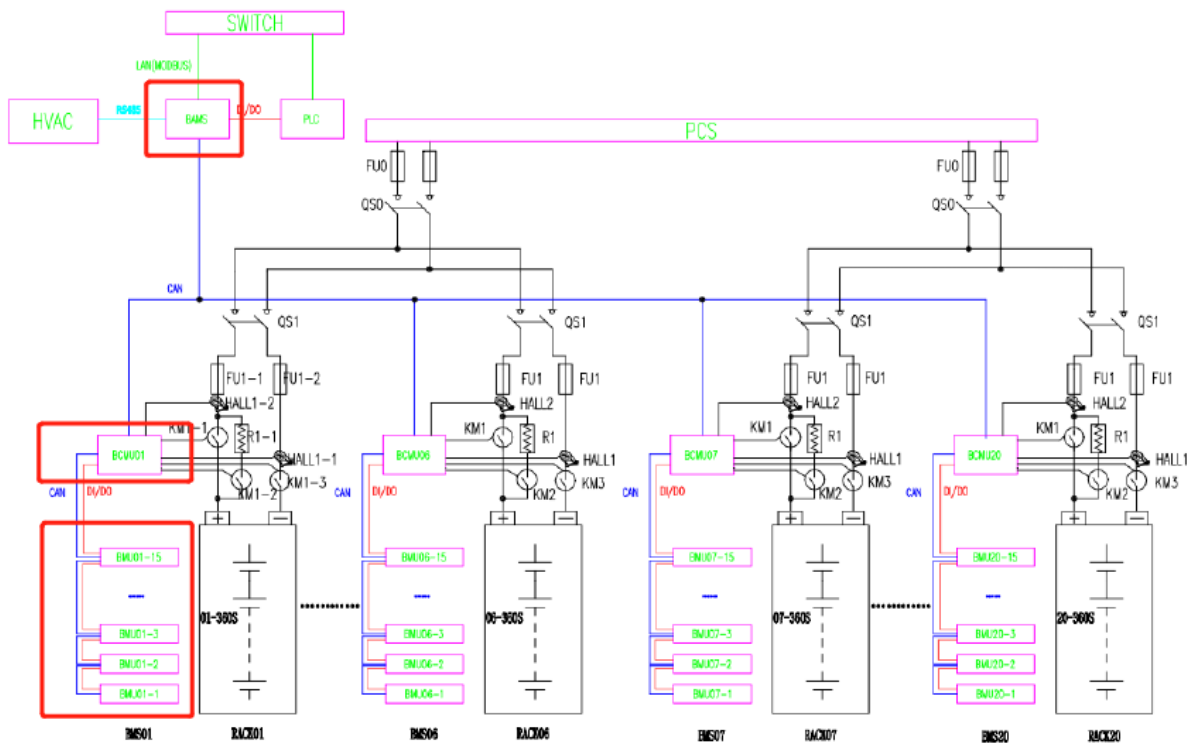 SWITCH
LAN(MODBUS)
HVAC
RS485
BAMS
DI/DO
PLC
PCS
FU0
FU0
QS0
QS0
CAN
QS1
QS1
QS1
QS1
FU1-1
FU1-2
FU1
FU1
FU1
FU1
FU1
FU1
HALL1-2
HALL2
HALL2
HALL2
KM1-1
R1-1
KM1
R1
KM1
R1
KM1
R1
BCMU01
HALL1-1
BCMU06
HALL1
BCMU07
HALL1
BCMU20
HALL1
CAN
DI/DO
KM1-2
KM1-3
CAN
DI/DO
KM2
KM3
CAN
DI/DO
KM2
KM3
CAN
DI/DO
KM2
KM3
BMU01-15
BMU06-15
BMU07-15
BMU20-15
01-360S
06-360S
07-360S
20-360S
BMU01-3
BMU06-3
BMU07-3
BMU20-3
BMU01-2
BMU06-2
BMU07-2
BMU20-2
BMU01-1
BMU06-1
BMU07-1
BMU20-1
BMS01
RACK01
BMS06
RACK06
BMS07
RACK07
BMS20
RACK20